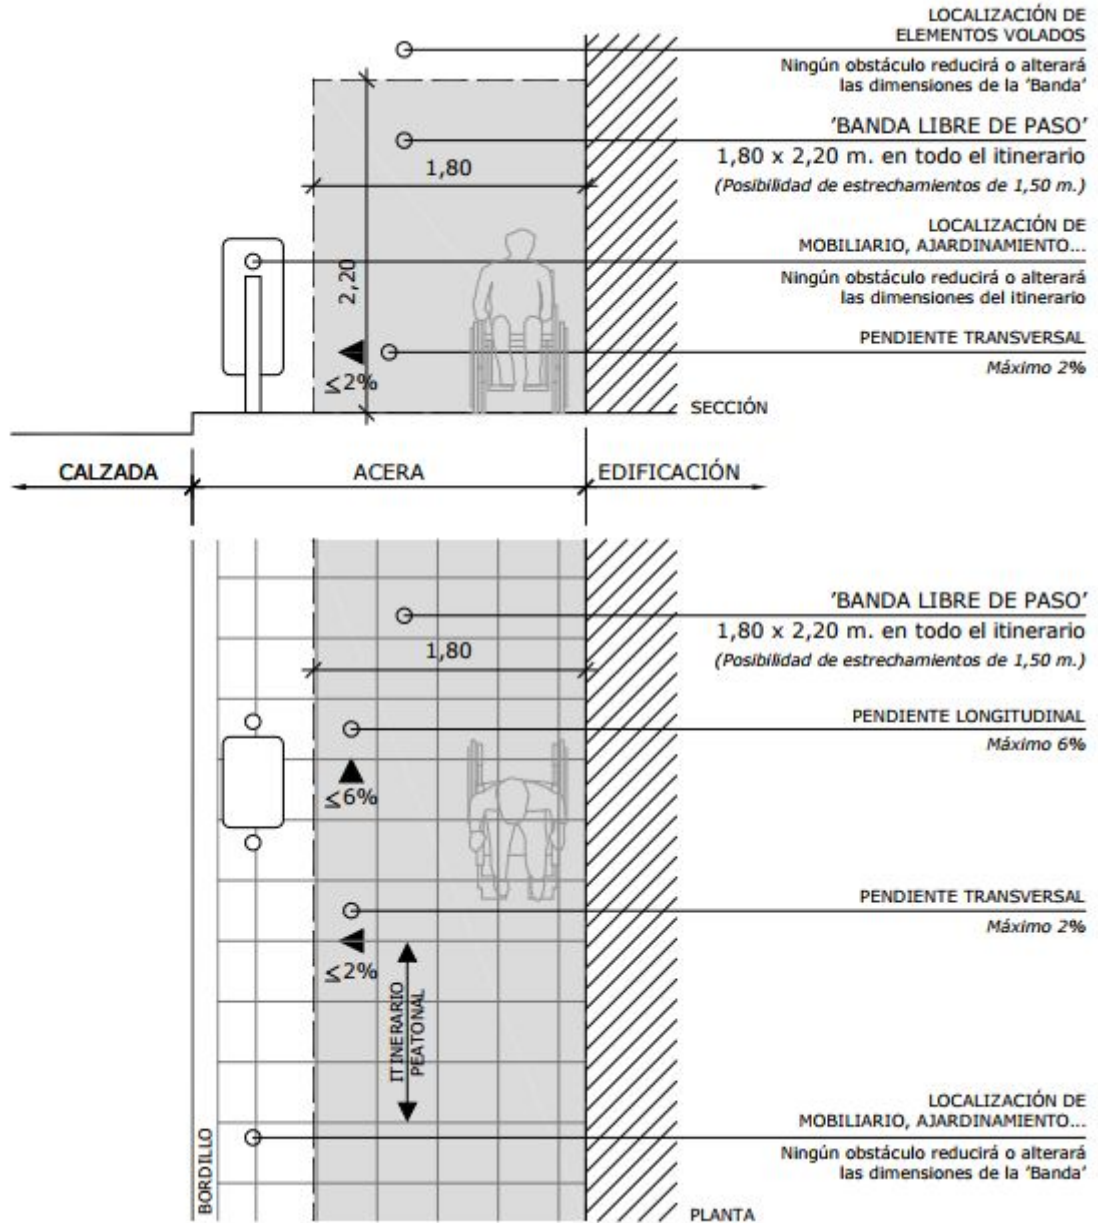 LOCALIZACIÓN DE
ELEMENTOS VOLADOS
Ningún obstáculo reducirá o alterará
las dimensiones de la 'Banda'
'BANDA LIBRE DE PASO'
1,80 x 2,20 m. en todo el itinerario
(Posibilidad de estrechamientos de 1,50 m.)
1,80
LOCALIZACIÓN DE
MOBILIARIO, AJARDINAMIENTO...
Ningún obstáculo reducirá o alterará
las dimensiones del itinerario
2,20
PENDIENTE TRANSVERSAL
Máximo 2%
≤2%
SECCIÓN
CALZADA
ACERA
EDIFICACIÓN
'BANDA LIBRE DE PASO'
1,80 x 2,20 m. en todo el itinerario
(Posibilidad de estrechamientos de 1,50 m.)
1,80
PENDIENTE LONGITUDINAL
Máximo 6%
≤6%
PENDIENTE TRANSVERSAL
Máximo 2%
≤2%
ITINERARIO
PEATONAL
LOCALIZACIÓN DE
MOBILIARIO, AJARDINAMIENTO...
Ningún obstáculo reducirá o alterará
las dimensiones de la 'Banda'
BORDILLO
PLANTA